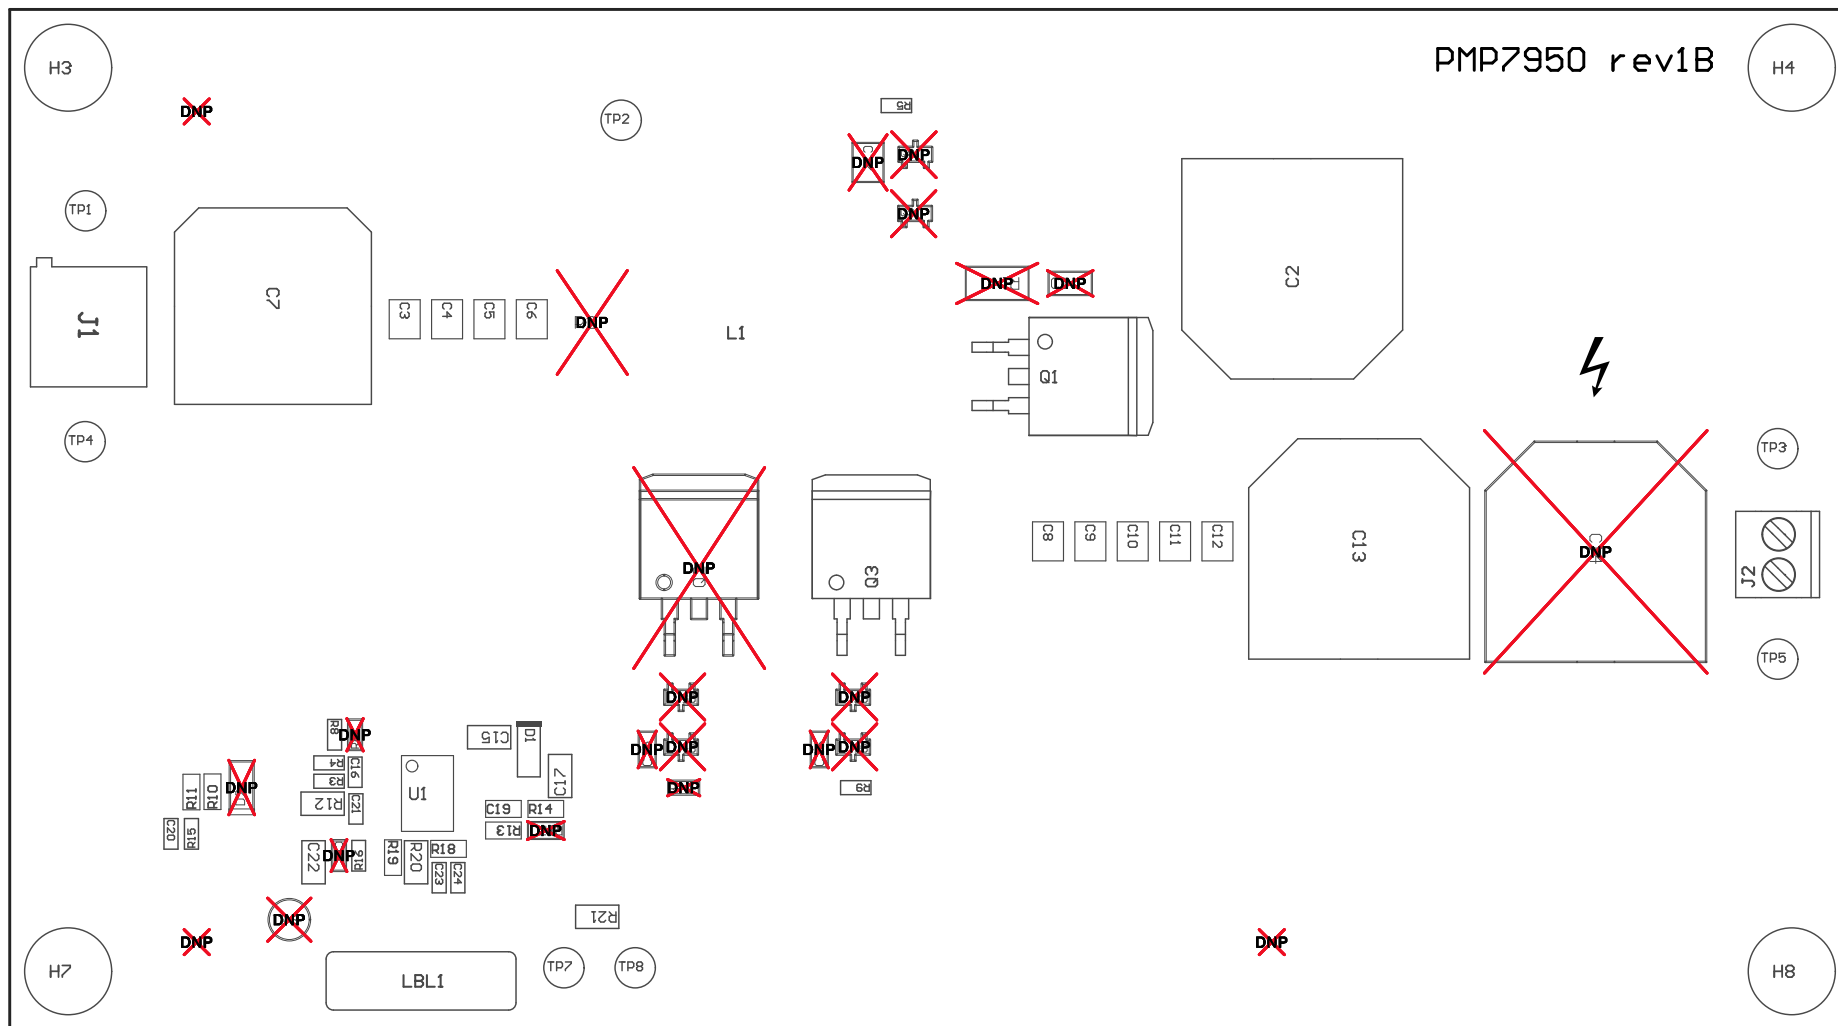 PMP7950 rev1B
H3
H4
DNP
TP2
R5
DNP
DNP
TP1
DNP
C7
C2
DNP
DNP
J1
C3
C4
C5
C6
DNP
L1
Q1
TP4
TP3
C8
C9
C10
C11
C12
C13
DNP
J2
DNP
Q3
TP5
DNP
DNP
R8
DNP
C15
D1
DNP
DNP
DNP
DNP
R4
C16
R3
C17
R11
R10
DNP
U1
DNP
R9
R12
C21
C19
R14
C20
R15
R13
DNP
C22
DNP
R16
R19
R20
R18
C23
C24
DNP
R21
DNP
DNP
H7
LBL1
TP7
TP8
H8